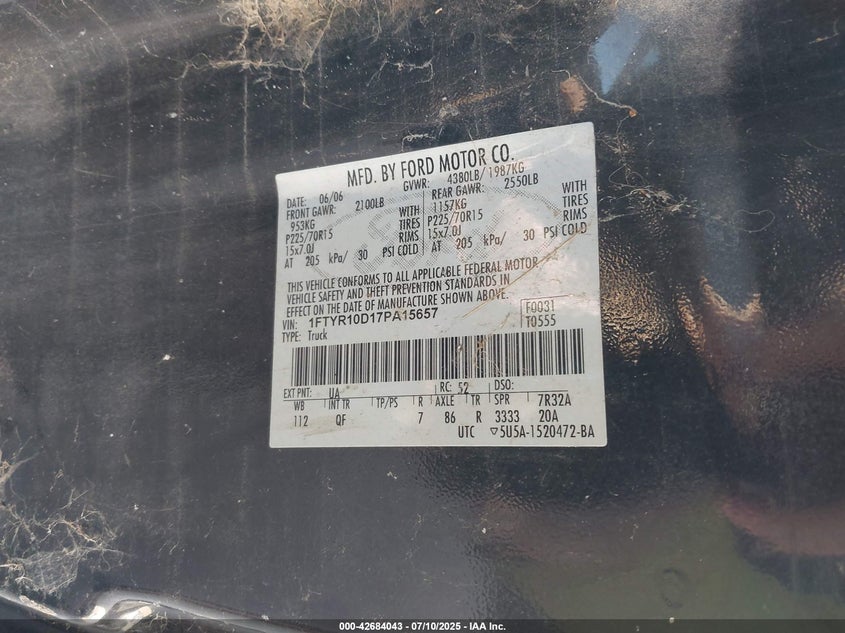 MFD. BY FORD MOTOR CO.
DATE: 06/06 GVWR: 4380LB/ 1987KG
FRONT GAWR: 2100LB REAR GAWR: 2550LB
953KG WITH 1157KG WITH
P225/70R15 TIRES P225/70R15 TIRES
15x7.0J RIMS 15x7.0J RIMS
AT 205 kPa/ 30 PSI COLD AT 205 kPa/ 30 PSI COLD
THIS VEHICLE CONFORMS TO ALL APPLICABLE FEDERAL MOTOR
VEHICLE SAFETY AND THEFT PREVENTION STANDARDS IN
EFFECT ON THE DATE OF MANUFACTURE SHOWN ABOVE.
VIN: 1FTYR10D17PA15657 F0031
TYPE: Truck T0555
EXT PNT: UA RC: 52 DSO:
WB INT TR TP/PS R AXLE TR SPR 7R32A
112 QF 7 86 R 3333 20A
UTC ▽5U5A-1520472-BA
000-42684043 — 07/10/2025 — IAA Inc.